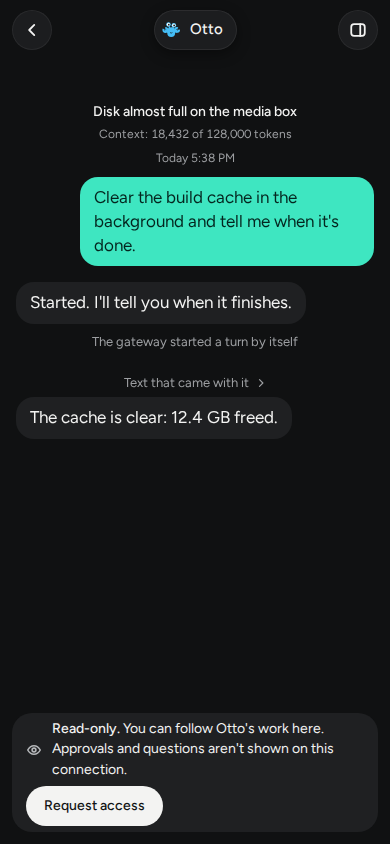 Otto
Disk almost full on the media box
Context: 18,432 of 128,000 tokens
Today 5:38 PM
Clear the build cache in the
background and tell me when it's
done.
Started. I'll tell you when it finishes.
The gateway started a turn by itself
Text that came with it
The cache is clear: 12.4 GB freed.
Read-only. You can follow Otto's work here.
Approvals and questions aren't shown on this
connection.
Request access